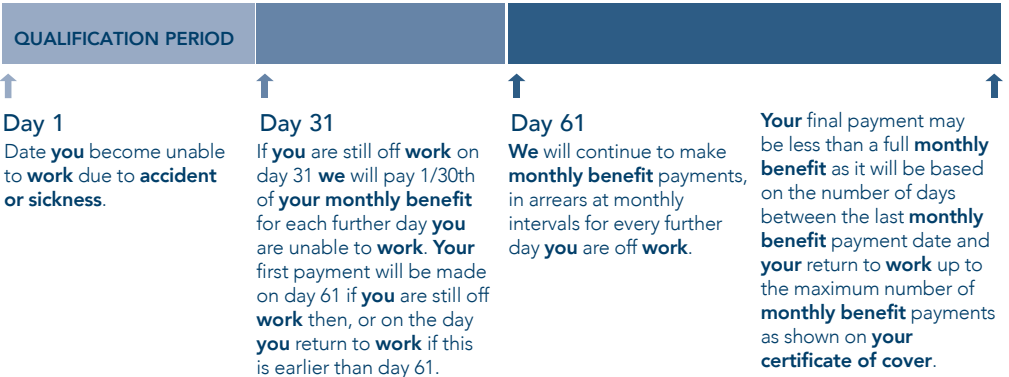 QUALIFICATION PERIOD
Day 1
Date you become unable
to work due to accident
or sickness.
Day 31
If you are still off work on
day 31 we will pay 1/30th
of your monthly benefit
for each further day you
are unable to work. Your
first payment will be made
on day 61 if you are still off
work then, or on the day
you return to work if this
is earlier than day 61.
Day 61
We will continue to make
monthly benefit payments,
in arrears at monthly
intervals for every further
day you are off work.
Your final payment may
be less than a full monthly
benefit as it will be based
on the number of days
between the last monthly
benefit payment date and
your return to work up to
the maximum number of
monthly benefit payments
as shown on your
certificate of cover.